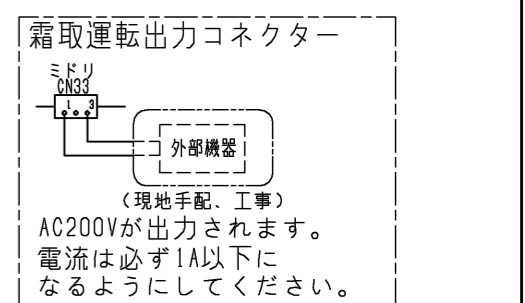 霜取運転出力コネクター
ミドリ
CN33
1 3
外部機器
(現地手配、工事)
AC200Vが出力されます。
電流は必ず1A以下に
なるようにしてください。